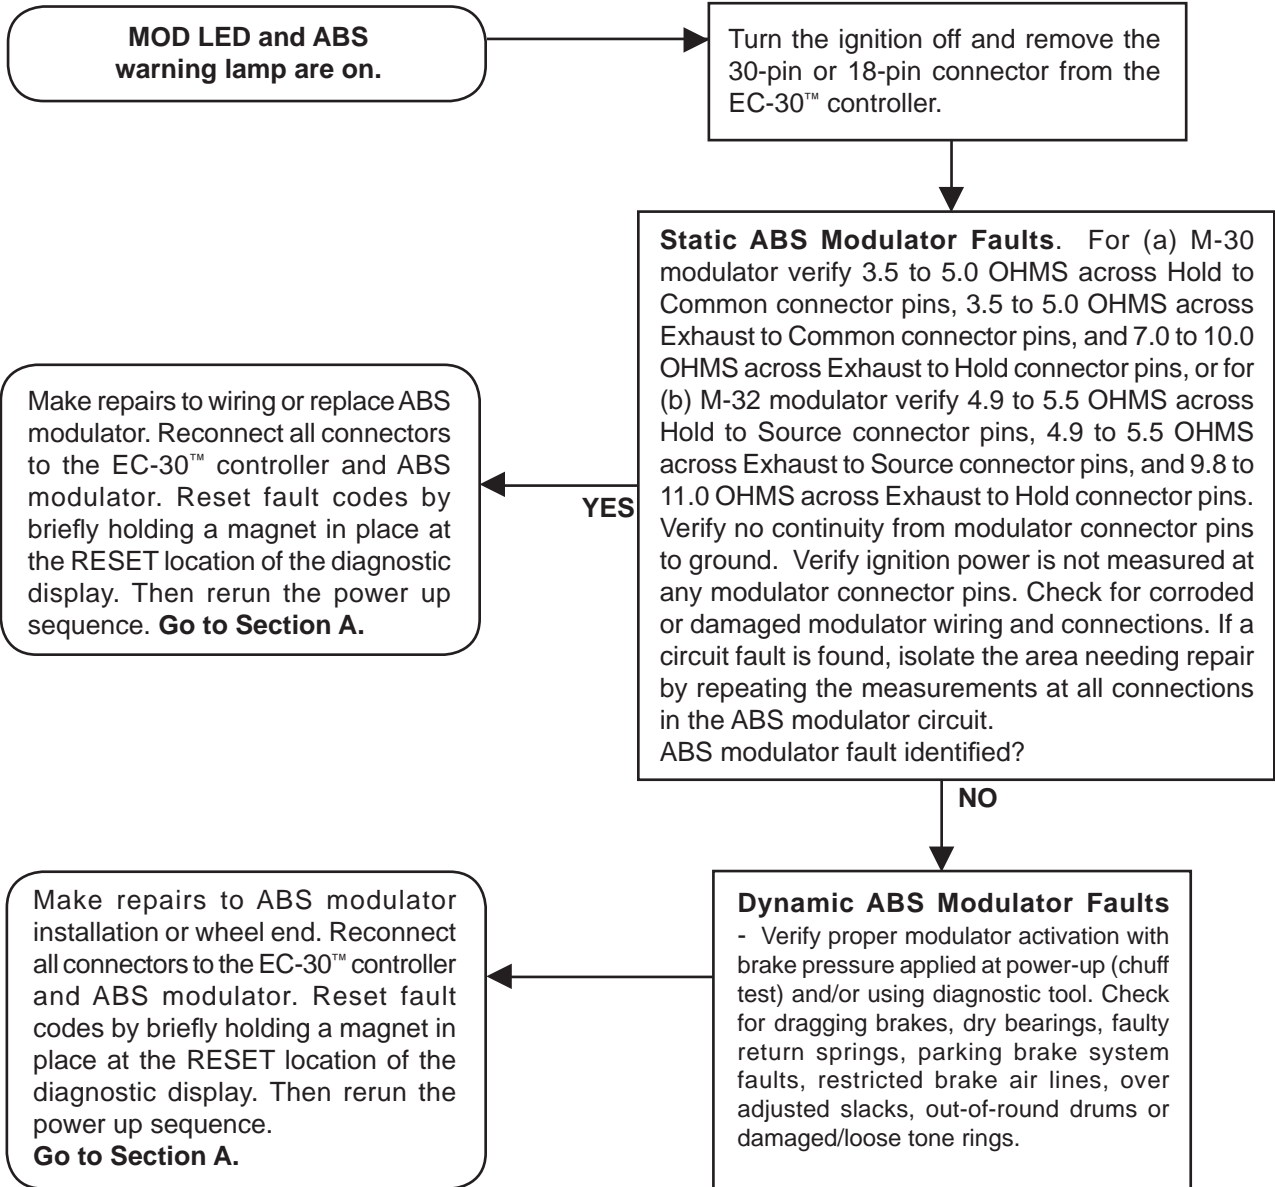 MOD LED and ABS
warning lamp are on.
Turn the ignition off and remove the
30-pin or 18-pin connector from the
EC-30™ controller.
Static ABS Modulator Faults. For (a) M-30
modulator verify 3.5 to 5.0 OHMS across Hold to
Common connector pins, 3.5 to 5.0 OHMS across
Exhaust to Common connector pins, and 7.0 to 10.0
OHMS across Exhaust to Hold connector pins, or for
(b) M-32 modulator verify 4.9 to 5.5 OHMS across
Hold to Source connector pins, 4.9 to 5.5 OHMS
across Exhaust to Source connector pins, and 9.8 to
11.0 OHMS across Exhaust to Hold connector pins.
Verify no continuity from modulator connector pins
to ground. Verify ignition power is not measured at
any modulator connector pins. Check for corroded
or damaged modulator wiring and connections. If a
circuit fault is found, isolate the area needing repair
by repeating the measurements at all connections
in the ABS modulator circuit.
ABS modulator fault identified?
YES
Make repairs to wiring or replace ABS
modulator. Reconnect all connectors
to the EC-30™ controller and ABS
modulator. Reset fault codes by
briefly holding a magnet in place at
the RESET location of the diagnostic
display. Then rerun the power up
sequence. Go to Section A.
NO
Dynamic ABS Modulator Faults
- Verify proper modulator activation with
brake pressure applied at power-up (chuff
test) and/or using diagnostic tool. Check
for dragging brakes, dry bearings, faulty
return springs, parking brake system
faults, restricted brake air lines, over
adjusted slacks, out-of-round drums or
damaged/loose tone rings.
Make repairs to ABS modulator
installation or wheel end. Reconnect
all connectors to the EC-30™ controller
and ABS modulator. Reset fault
codes by briefly holding a magnet in
place at the RESET location of the
diagnostic display. Then rerun the
power up sequence.
Go to Section A.